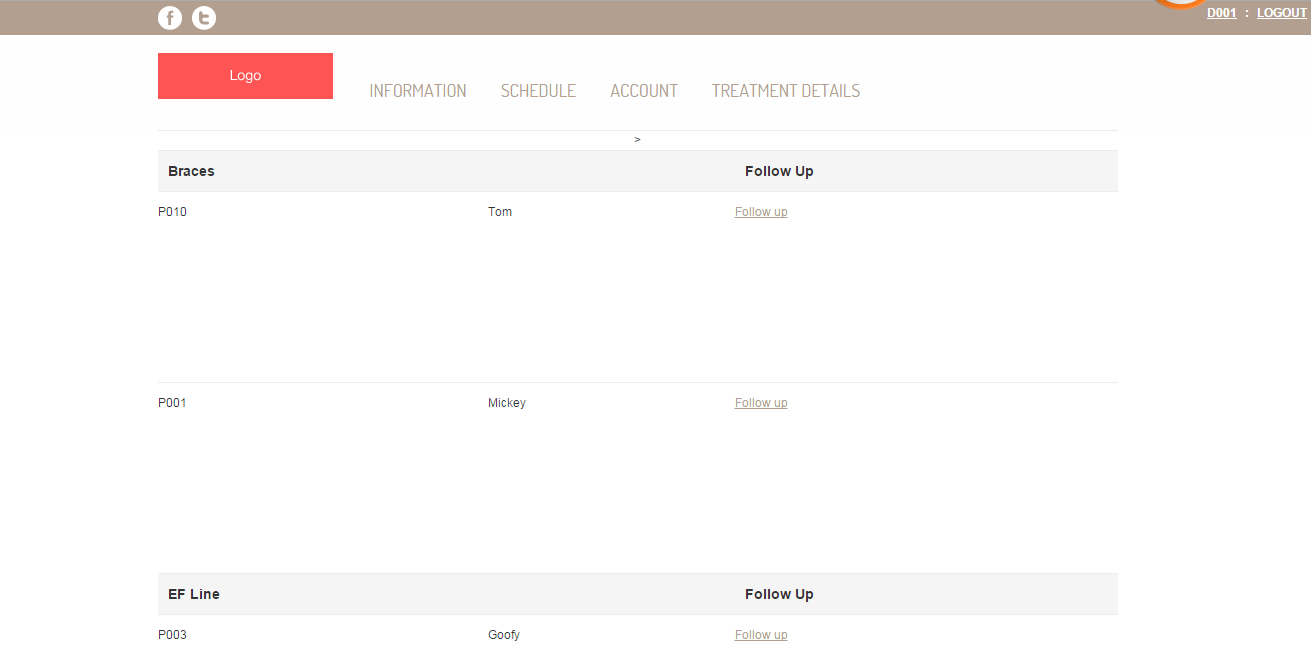 D001 : LOGOUT
Logo
INFORMATION SCHEDULE ACCOUNT TREATMENT DETAILS
>
Braces Follow Up
P010 Tom Follow up
P001 Mickey Follow up
EF Line Follow Up
P003 Goofy Follow up